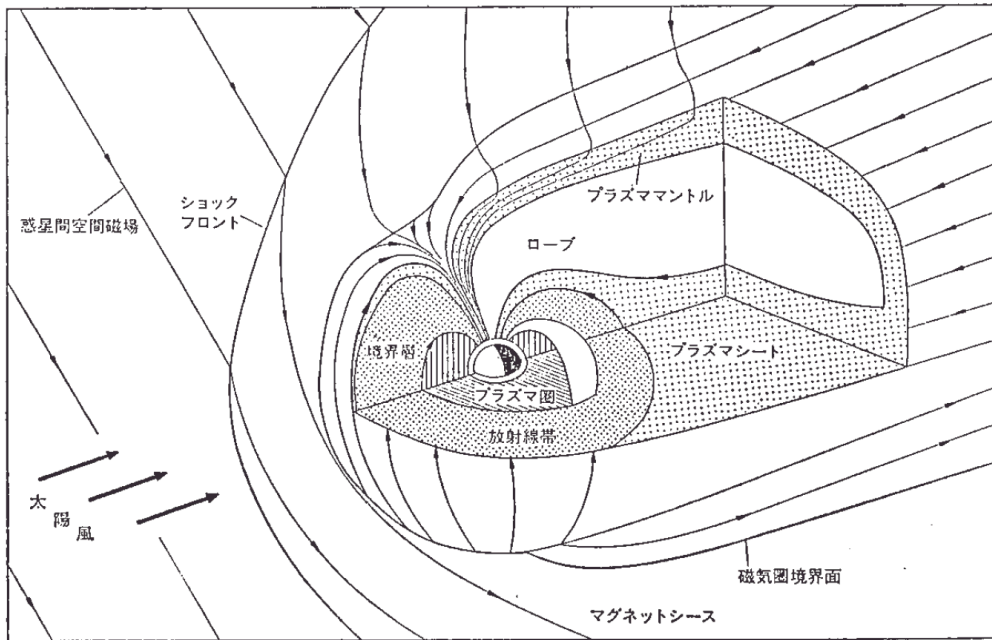 プラズママントル
ショック
フロント
惑星間空間磁場
ローブ
境界層
プラズマシート
プラズマ圏
放射線帯
太
陽
風
磁気圏境界面
マグネットシース